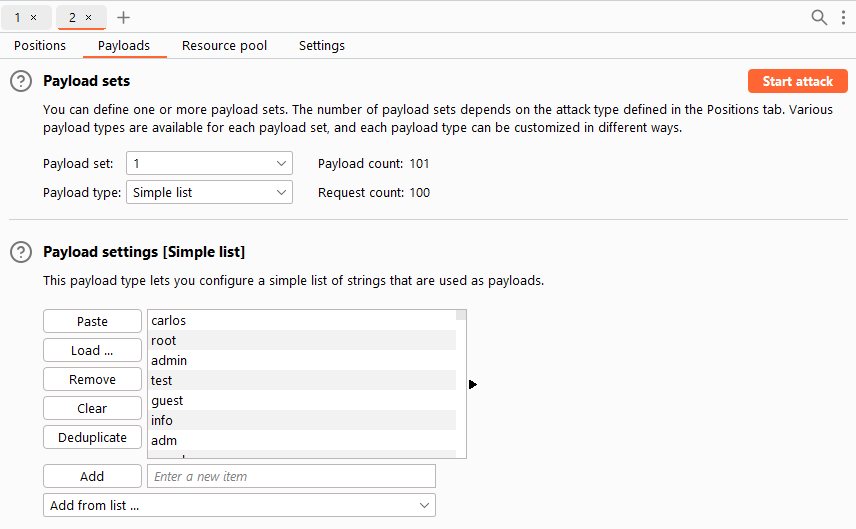 1 × 2 × +
Positions Payloads Resource pool Settings
? Payload sets
Start attack
You can define one or more payload sets. The number of payload sets depends on the attack type defined in the Positions tab. Various
payload types are available for each payload set, and each payload type can be customized in different ways.
Payload set: 1 Payload count: 101
Payload type: Simple list Request count: 100
? Payload settings [Simple list]
This payload type lets you configure a simple list of strings that are used as payloads.
Paste
Load ...
Remove
Clear
Deduplicate
carlos
root
admin
test
guest
info
adm
Add Enter a new item
Add from list ...